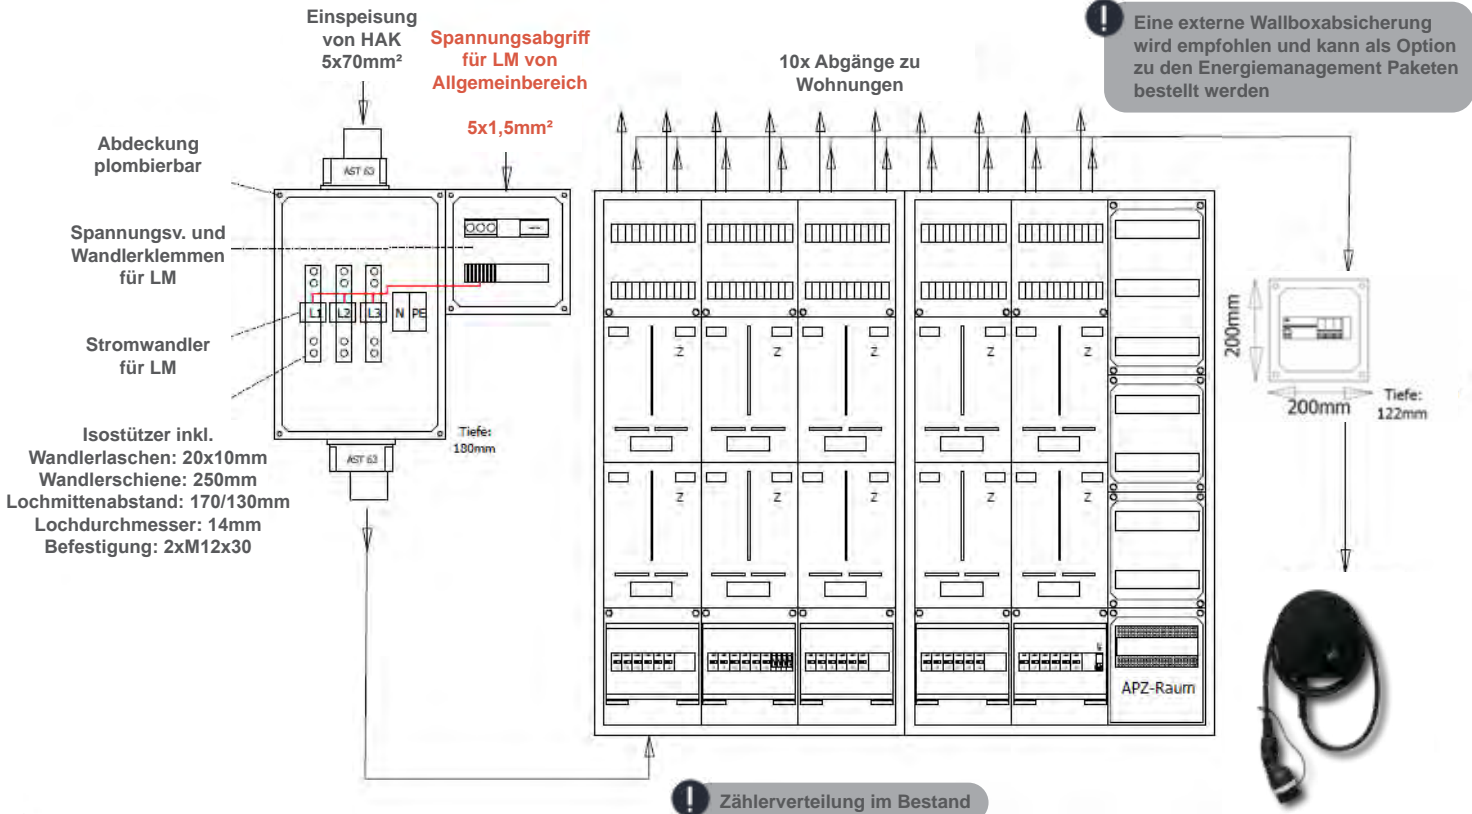 Einspeisung
von HAK
5x70mm²
Spannungsabgriff
für LM von
Allgemeinbereich
5x1,5mm²
10x Abgänge zu
Wohnungen
Eine externe Wallboxabsicherung
wird empfohlen und kann als Option
zu den Energiemanagement Paketen
bestellt werden
Abdeckung
plombierbar
AST 63
Spannungsv. und
Wandlerklemmen
für LM
L1 L2 L3 N PE
Stromwandler
für LM
Isostützer inkl.
Wandlerlaschen: 20x10mm
Wandlerschiene: 250mm
Lochmittenabstand: 170/130mm
Lochdurchmesser: 14mm
Befestigung: 2xM12x30
Tiefe:
180mm
AST 63
Z Z Z Z Z
Z Z Z Z Z
APZ-Raum
200mm
200mm
Tiefe:
122mm
Zählerverteilung im Bestand